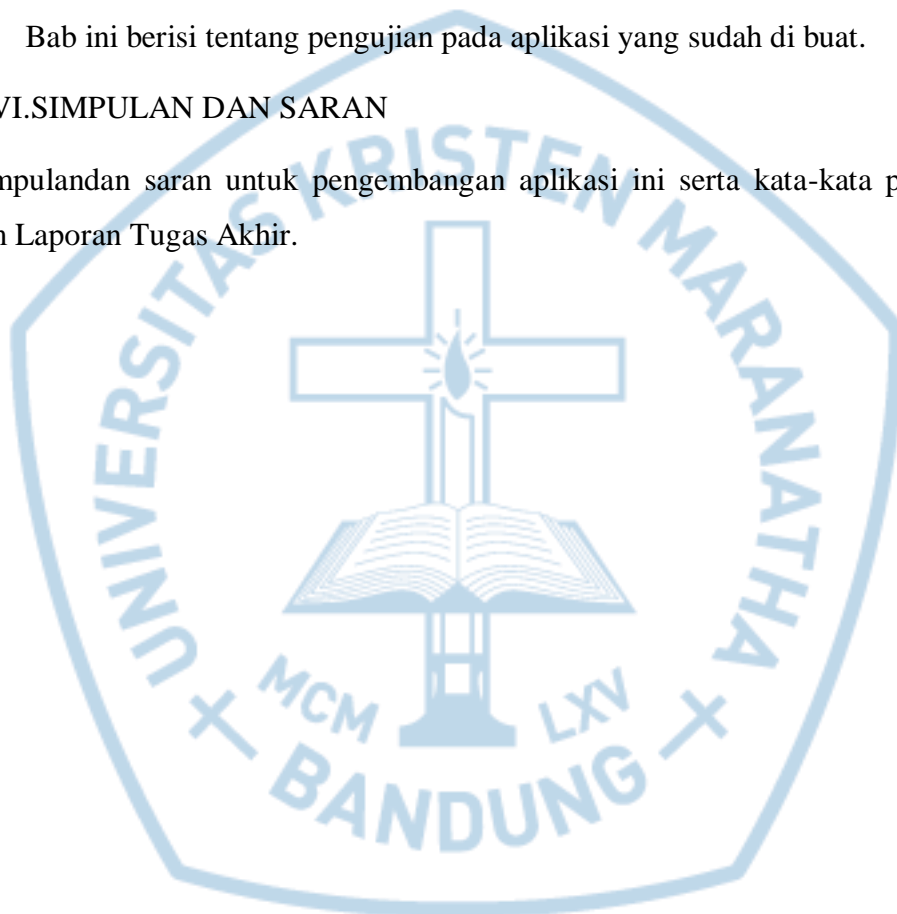 Bab ini berisi tentang pengujian pada aplikasi yang sudah di buat.
VI.SIMPULAN DAN SARAN
mpulandan saran untuk pengembangan aplikasi ini serta kata-kata p
n Laporan Tugas Akhir.
UNIVERSITAS KRISTEN MARANATHA
MCM LXV
BANDUNG